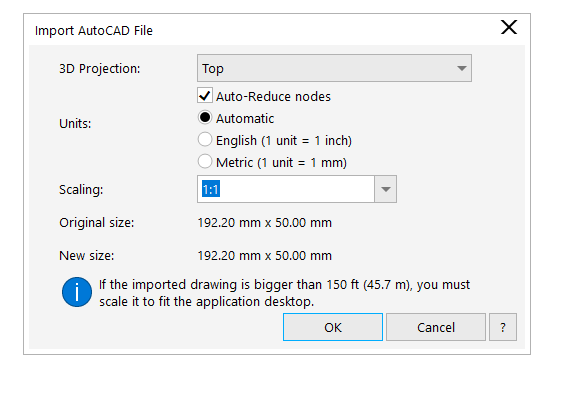 Import AutoCAD File
3D Projection: Top
Auto-Reduce nodes
Units: Automatic
English (1 unit = 1 inch)
Metric (1 unit = 1 mm)
Scaling: 1:1
Original size: 192.20 mm x 50.00 mm
New size: 192.20 mm x 50.00 mm
If the imported drawing is bigger than 150 ft (45.7 m), you must
scale it to fit the application desktop.
OK Cancel ?